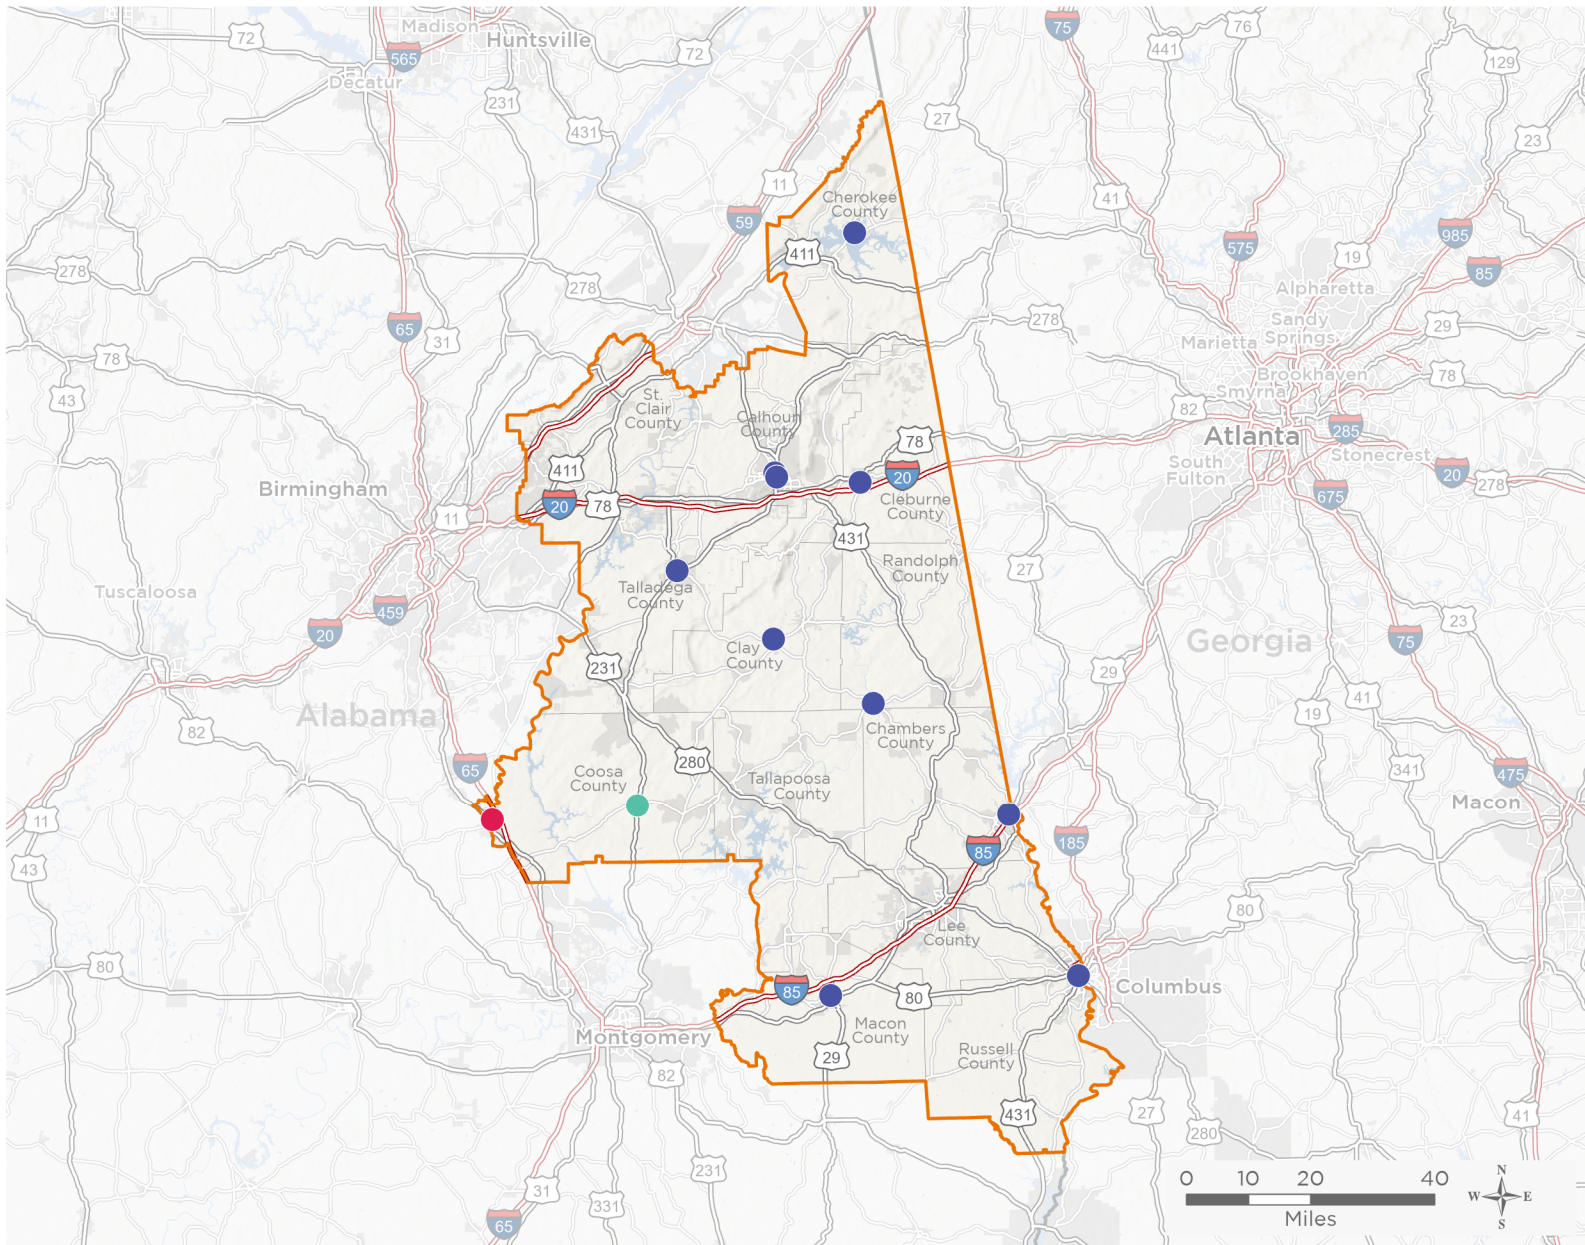 Madison
Huntsville
72
565
72
75
76
441
129
Decatur
231
431
27
23
11
41
Cherokee
County
59
411
575
19
985
85
278
278
Alpharetta
65
31
278
Sandy
Springs
29
Marietta
78
Brookhaven
78
43
St.
Clair
County
Calhoun
County
Smyrna
82
Atlanta
285
78
Stonecrest
411
South
Fulton
20
278
Birmingham
20
78
20
Cleburne
County
675
11
431
Randolph
County
27
Tuscaloosa
Talladega
County
459
20
23
75
Georgia
Clay
County
231
29
41
Alabama
19
82
Chambers
County
65
280
Coosa
County
Tallapoosa
County
341
475
Macon
11
85
185
43
80
Lee
County
80
85
80
Columbus
Macon
County
Montgomery
29
Russell
County
82
431
27
41
280
231
31
331
65
0 10 20 40
Miles
N
W E
S